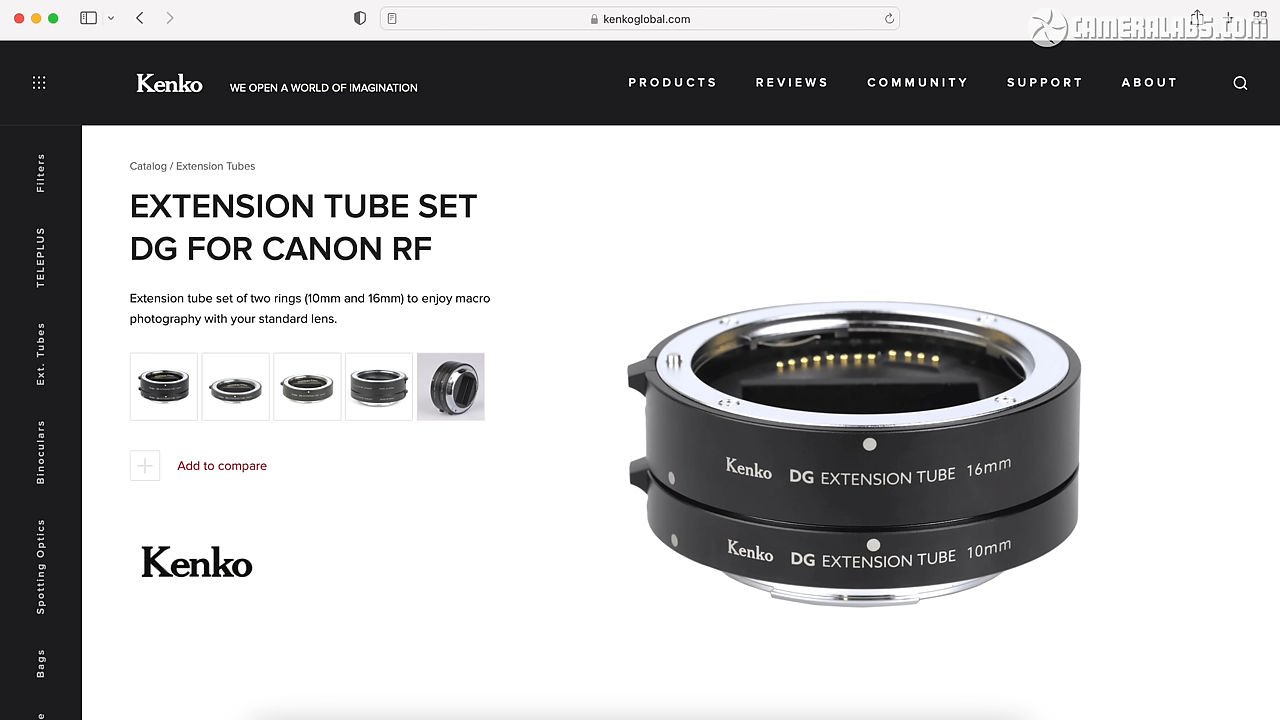 kenkoglobal.com
CAMERALABS.COM
Kenko
WE OPEN A WORLD OF IMAGINATION
PRODUCTS
REVIEWS
COMMUNITY
SUPPORT
ABOUT
Filters
TELEPLUS
Ext. Tubes
Binoculars
Spotting Optics
Bags
Catalog / Extension Tubes
EXTENSION TUBE SET
DG FOR CANON RF
Extension tube set of two rings (10mm and 16mm) to enjoy macro
photography with your standard lens.
Add to compare
Kenko
Kenko DG EXTENSION TUBE 16mm
Kenko DG EXTENSION TUBE 10mm